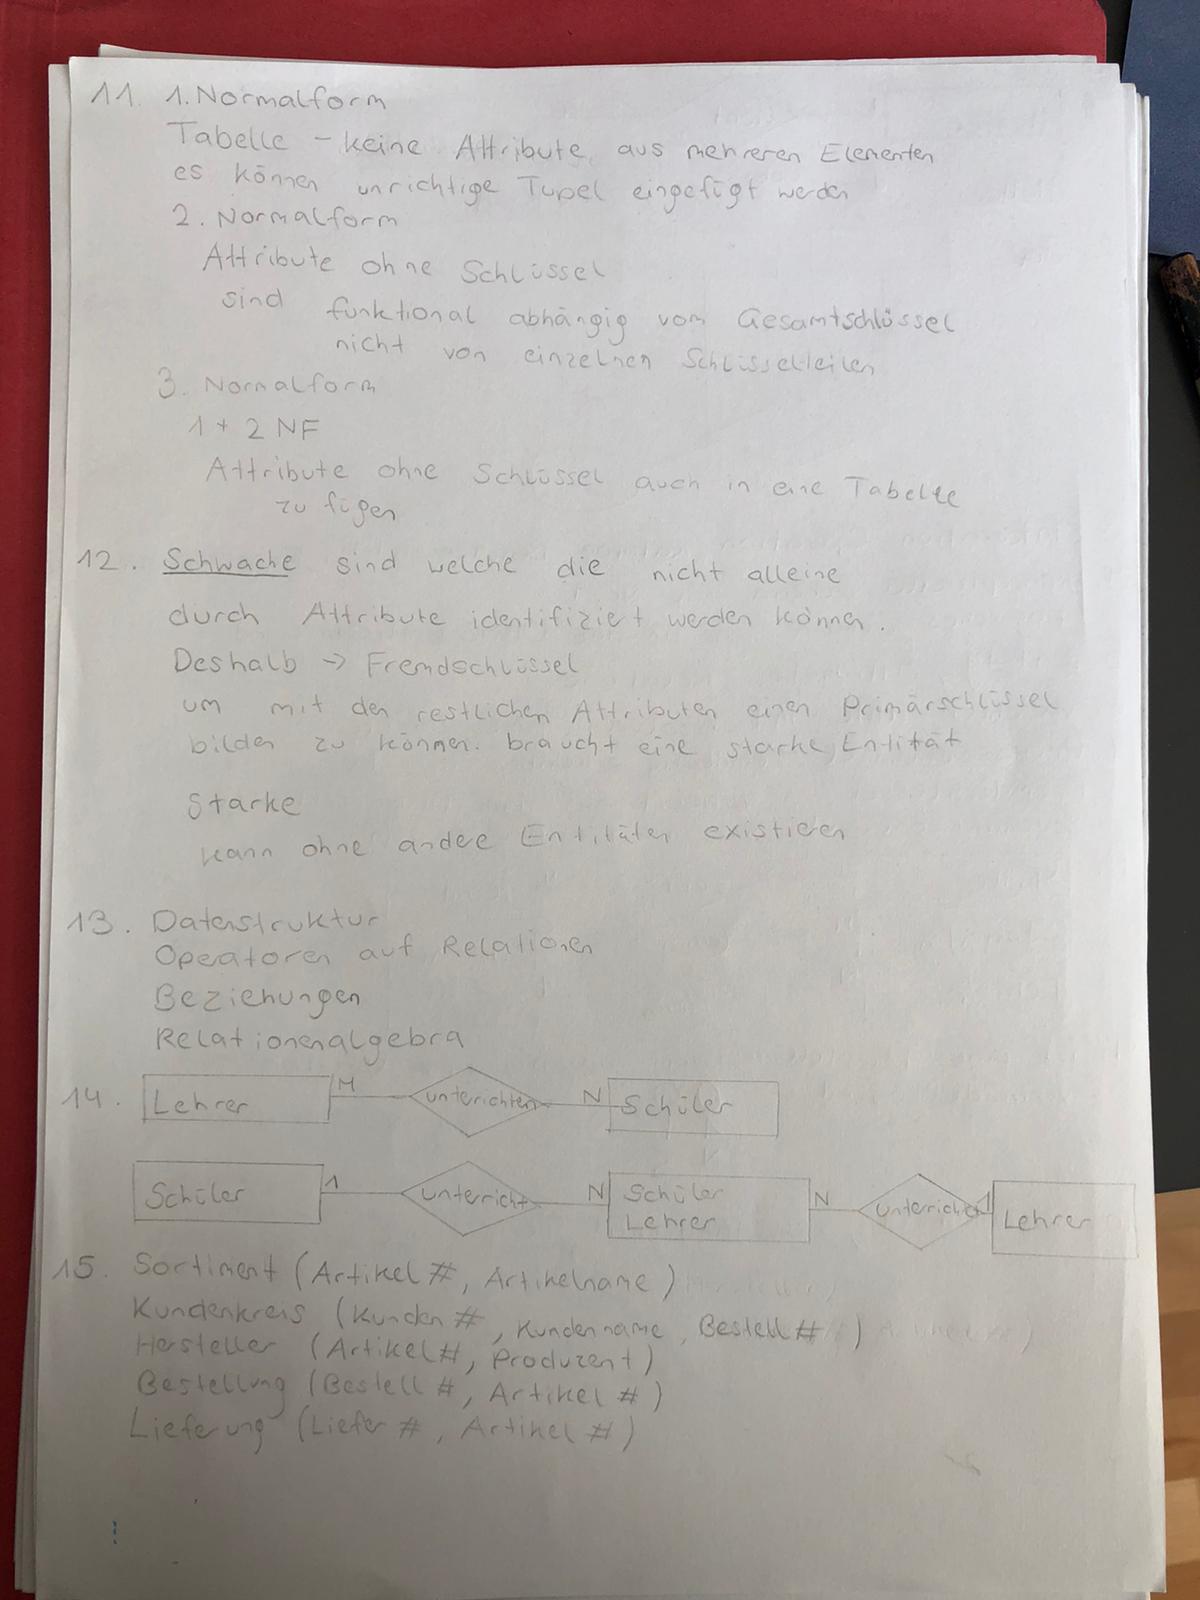 11. 1. Normalform
Tabelle - keine Attribute aus mehreren Elementen
es können unrichtige Tupel eingefügt werden
2. Normalform
Attribute ohne Schlüssel
sind funktional abhängig vom Gesamtschlüssel
nicht von einzelnen Schlüsselteilen
3. Normalform
1 + 2 NF
Attribute ohne Schlüssel auch in eine Tabelle
zu fügen
12. Schwache sind welche die nicht alleine
durch Attribute identifiziert werden können.
Deshalb → Fremdschlüssel
um mit den restlichen Attributen einen Primärschlüssel
bilden zu können. braucht eine starke Entität
Starke
kann ohne andee Entitäten existieren
13. Datenstruktur
Operatoren auf Relationen
Beziehungen
Relationenalgebra
14. Lehrer M unterichten N Schüler
Schüler 1 unterricht N Schüler Lehrer N unterricht 1 Lehrer
15. Sortiment (Artikel #, Artikelname)
Kundenkreis (Kunden #, Kundenname, Bestell #)
Hersteller (Artikel #, Produzent)
Bestellung (Bestell #, Artikel #)
Lieferung (Liefer #, Artikel #)